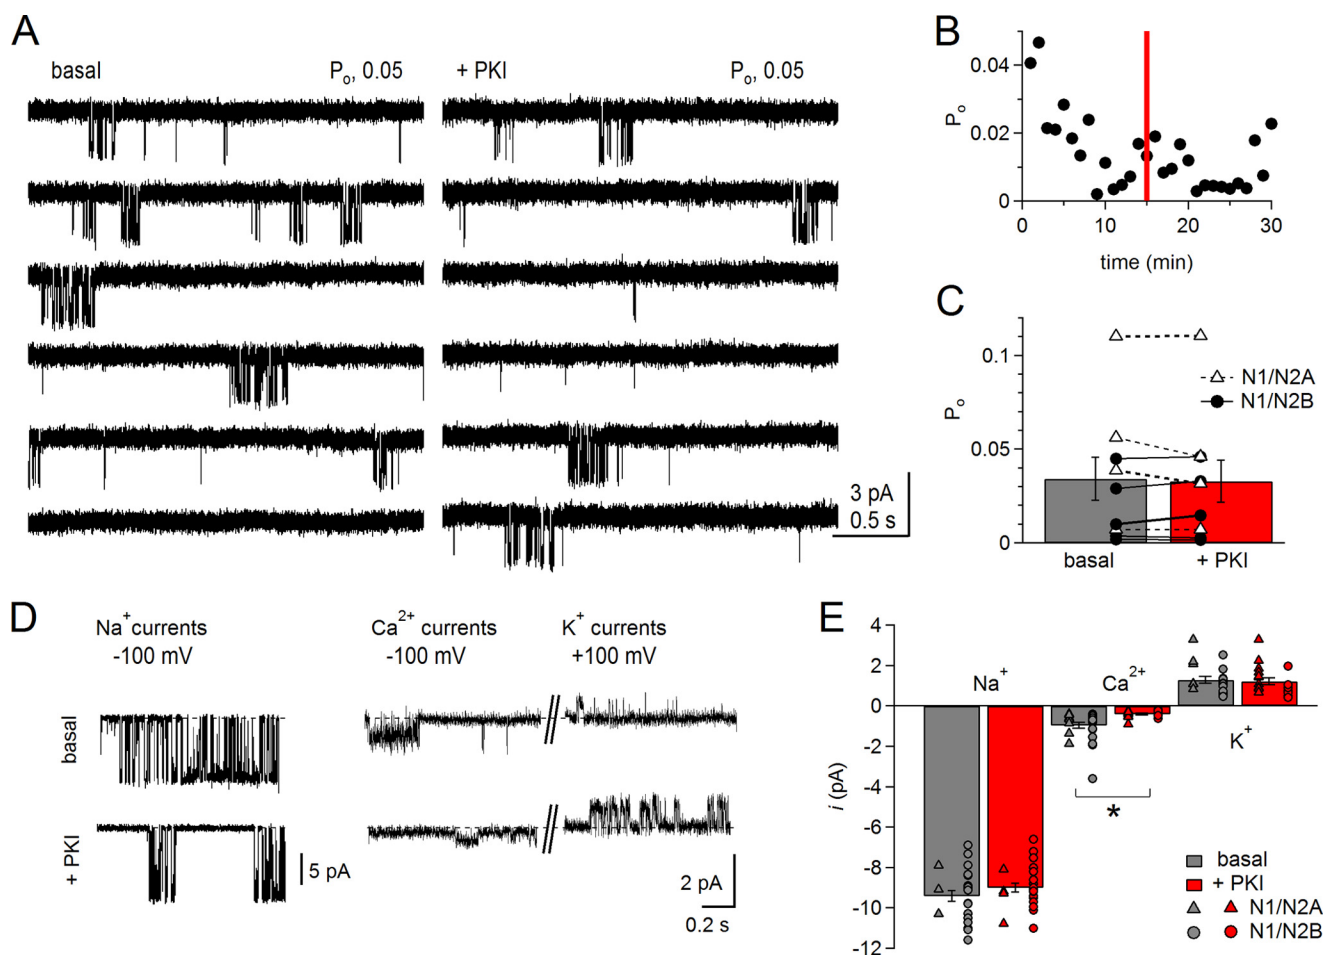 A
basal
Po, 0.05
+ PKI
Po, 0.05
3 pA
0.5 s
B
Po
0.04
0.02
0
0
10
20
30
time (min)
C
Po
0.1
0.05
0
N1/N2A
N1/N2B
basal
+ PKI
D
Na+ currents
-100 mV
Ca2+ currents
-100 mV
K+ currents
+100 mV
basal
+ PKI
5 pA
2 pA
0.2 s
E
i (pA)
4
2
0
-2
-4
-6
-8
-10
-12
Na+
Ca2+
K+
*
basal
+ PKI
N1/N2A
N1/N2B